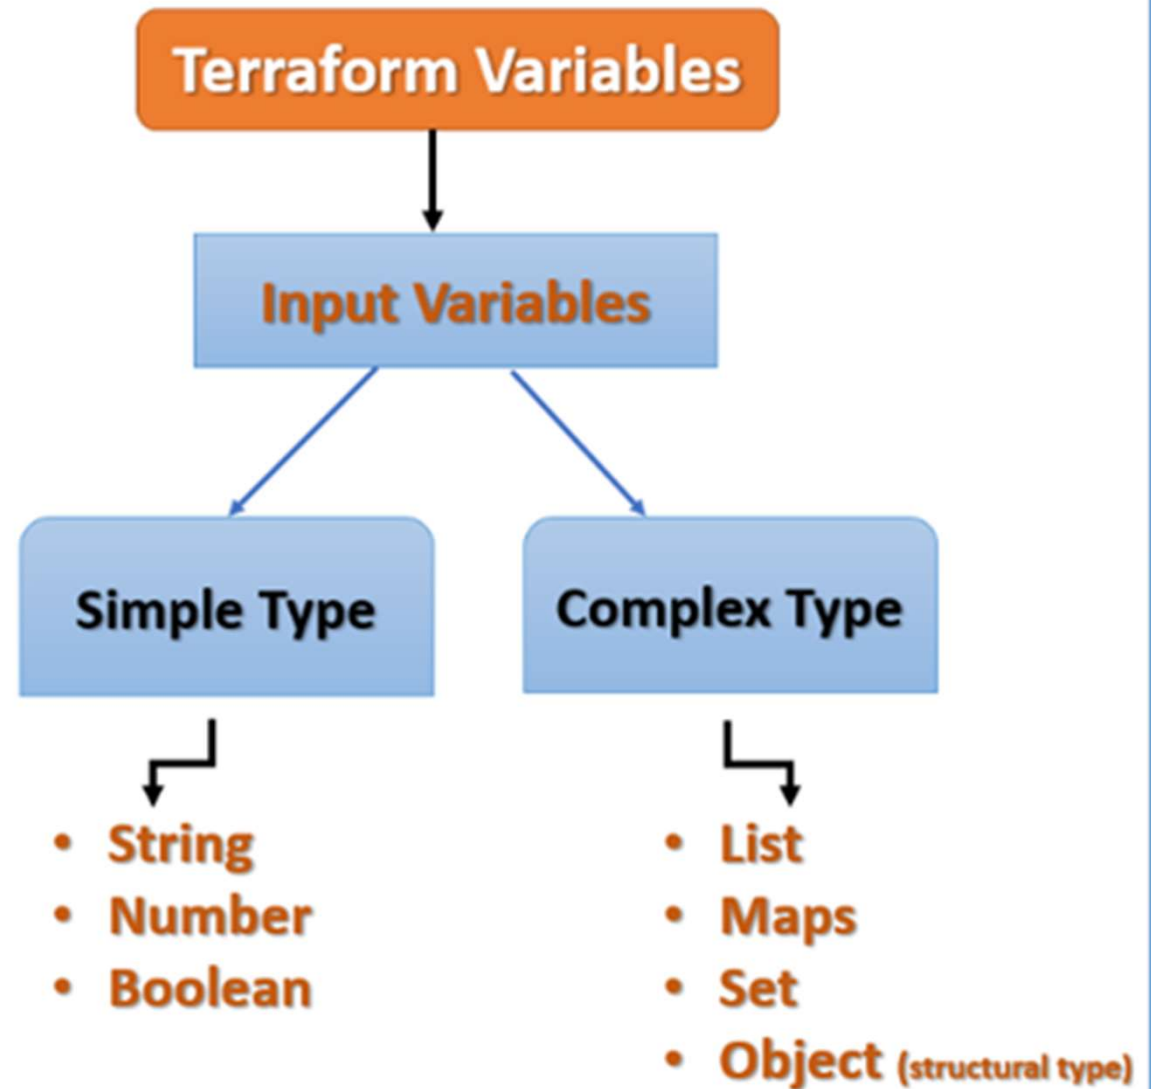 Terraform Variables
Input Variables
Simple Type
Complex Type
• String
• Number
• Boolean
• List
• Maps
• Set
• Object (structural type)